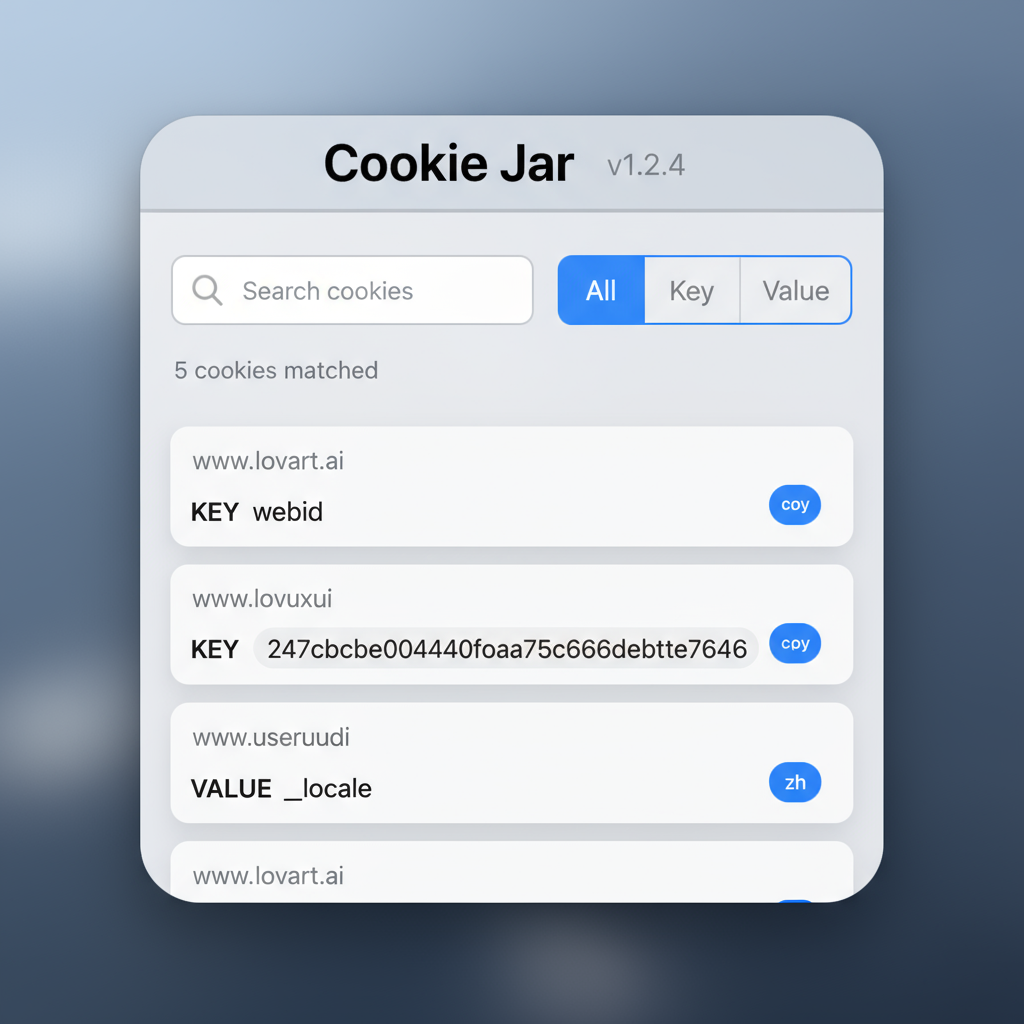 Cookie Jar v1.2.4
Search cookies All Key Value
5 cookies matched
www.lovart.ai
KEY webid coy
www.lovuxui
KEY 247cbcbe004440foaa75c666debtte7646 cpy
www.useruudi
VALUE __locale zh
www.lovart.ai